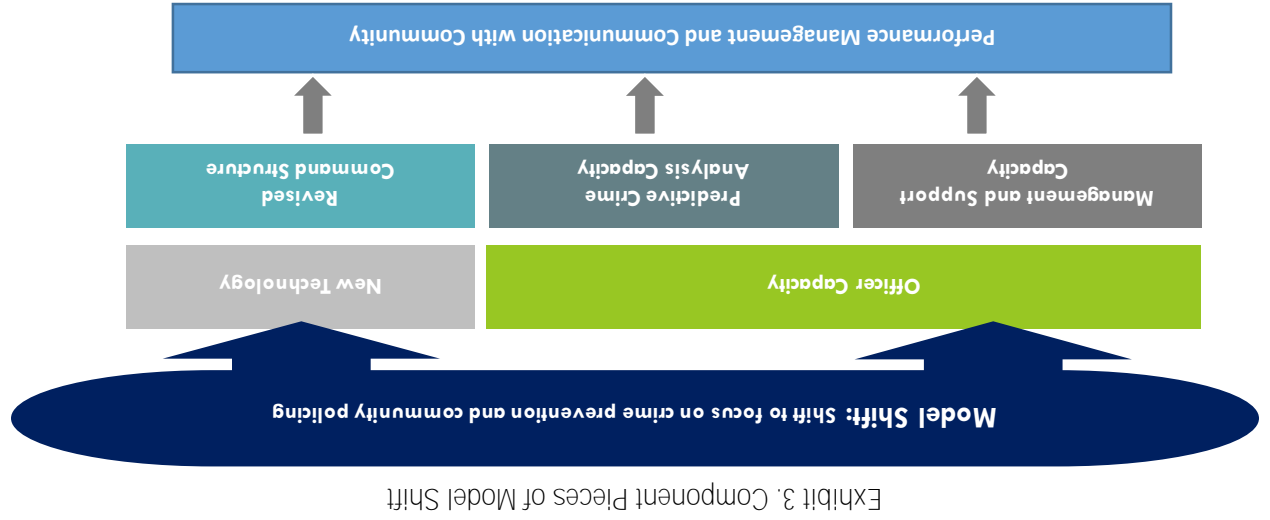 Exhibit 3. Component Pieces of Model Shift
Model Shift: Shift to focus on crime prevention and community policing
Officer Capacity
New Technology
Management and Support
Capacity
Predictive Crime
Analysis Capacity
Revised
Command Structure
Performance Management and Communication with Community